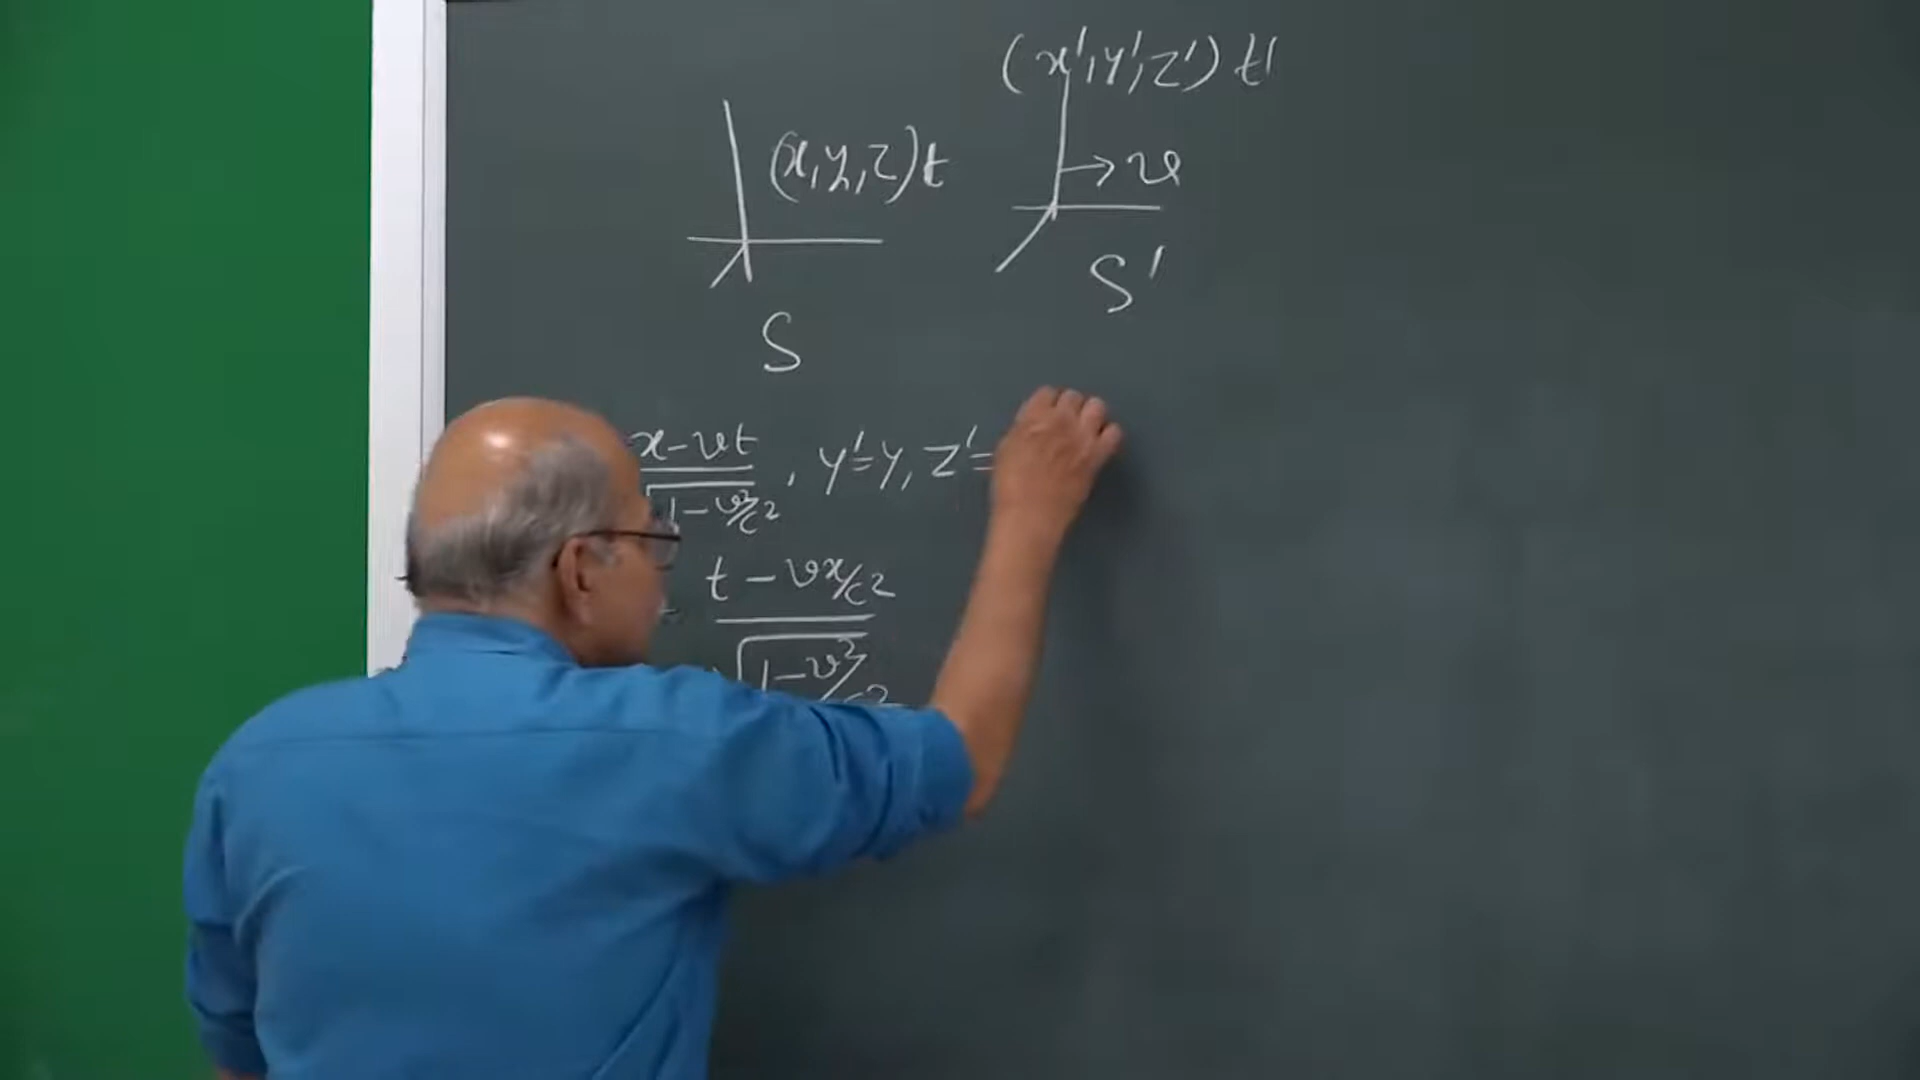 (x', y', z') t'
(x, y, z) t
→ v
S'
S
x - vt / √1 - v²/c² , y' = y, z' =
= t - vx/c² / √1 - v²/c²